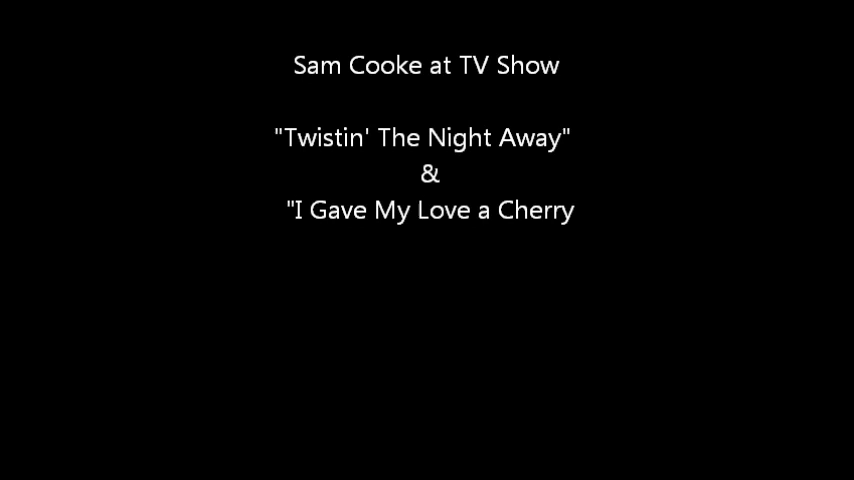 Sam Cooke at TV Show
"Twistin' The Night Away"
&
"I Gave My Love a Cherry